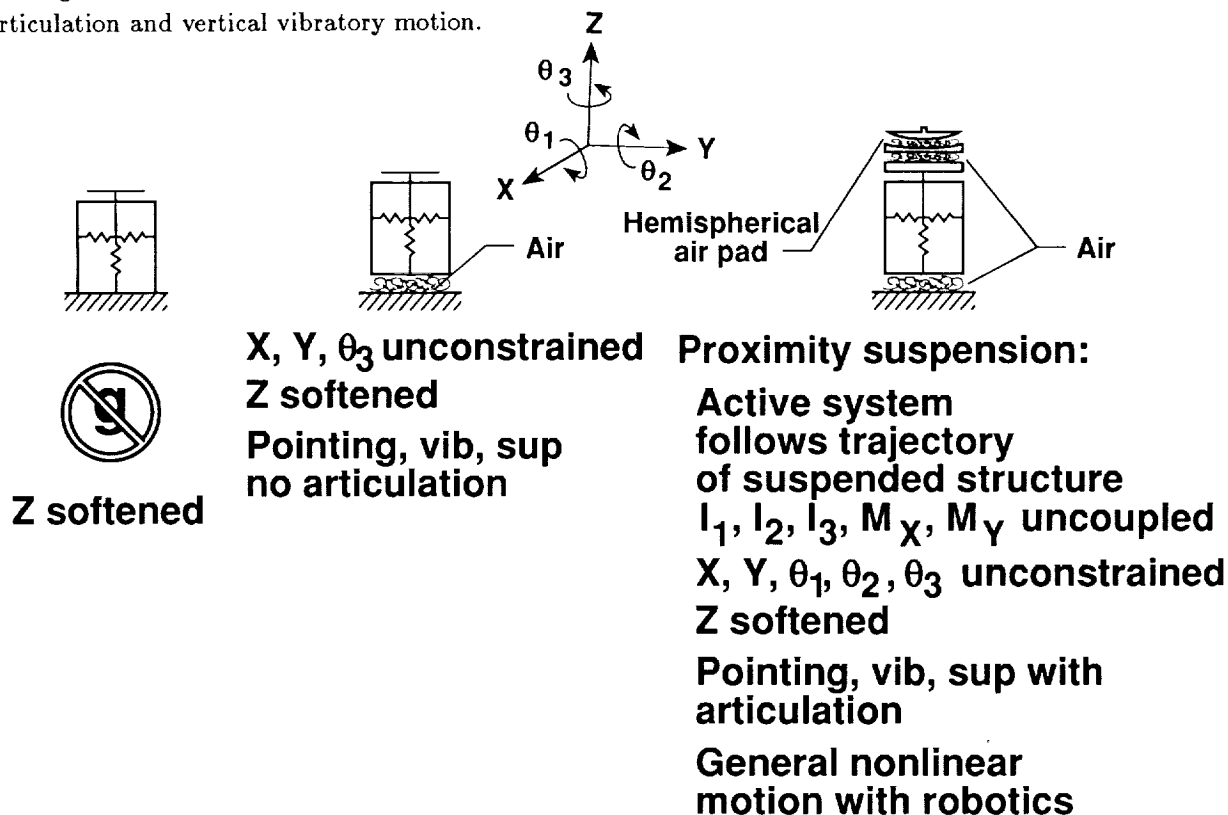 rticulation and vertical vibratory motion.
Z
θ3
θ1
Y
X
θ2
Hemispherical
air pad
Air
Air
g
Z softened
X, Y, θ3 unconstrained
Z softened
Pointing, vib, sup
no articulation
Proximity suspension:
Active system
follows trajectory
of suspended structure
I1, I2, I3, MX, MY uncoupled
X, Y, θ1, θ2, θ3 unconstrained
Z softened
Pointing, vib, sup with
articulation
General nonlinear
motion with robotics